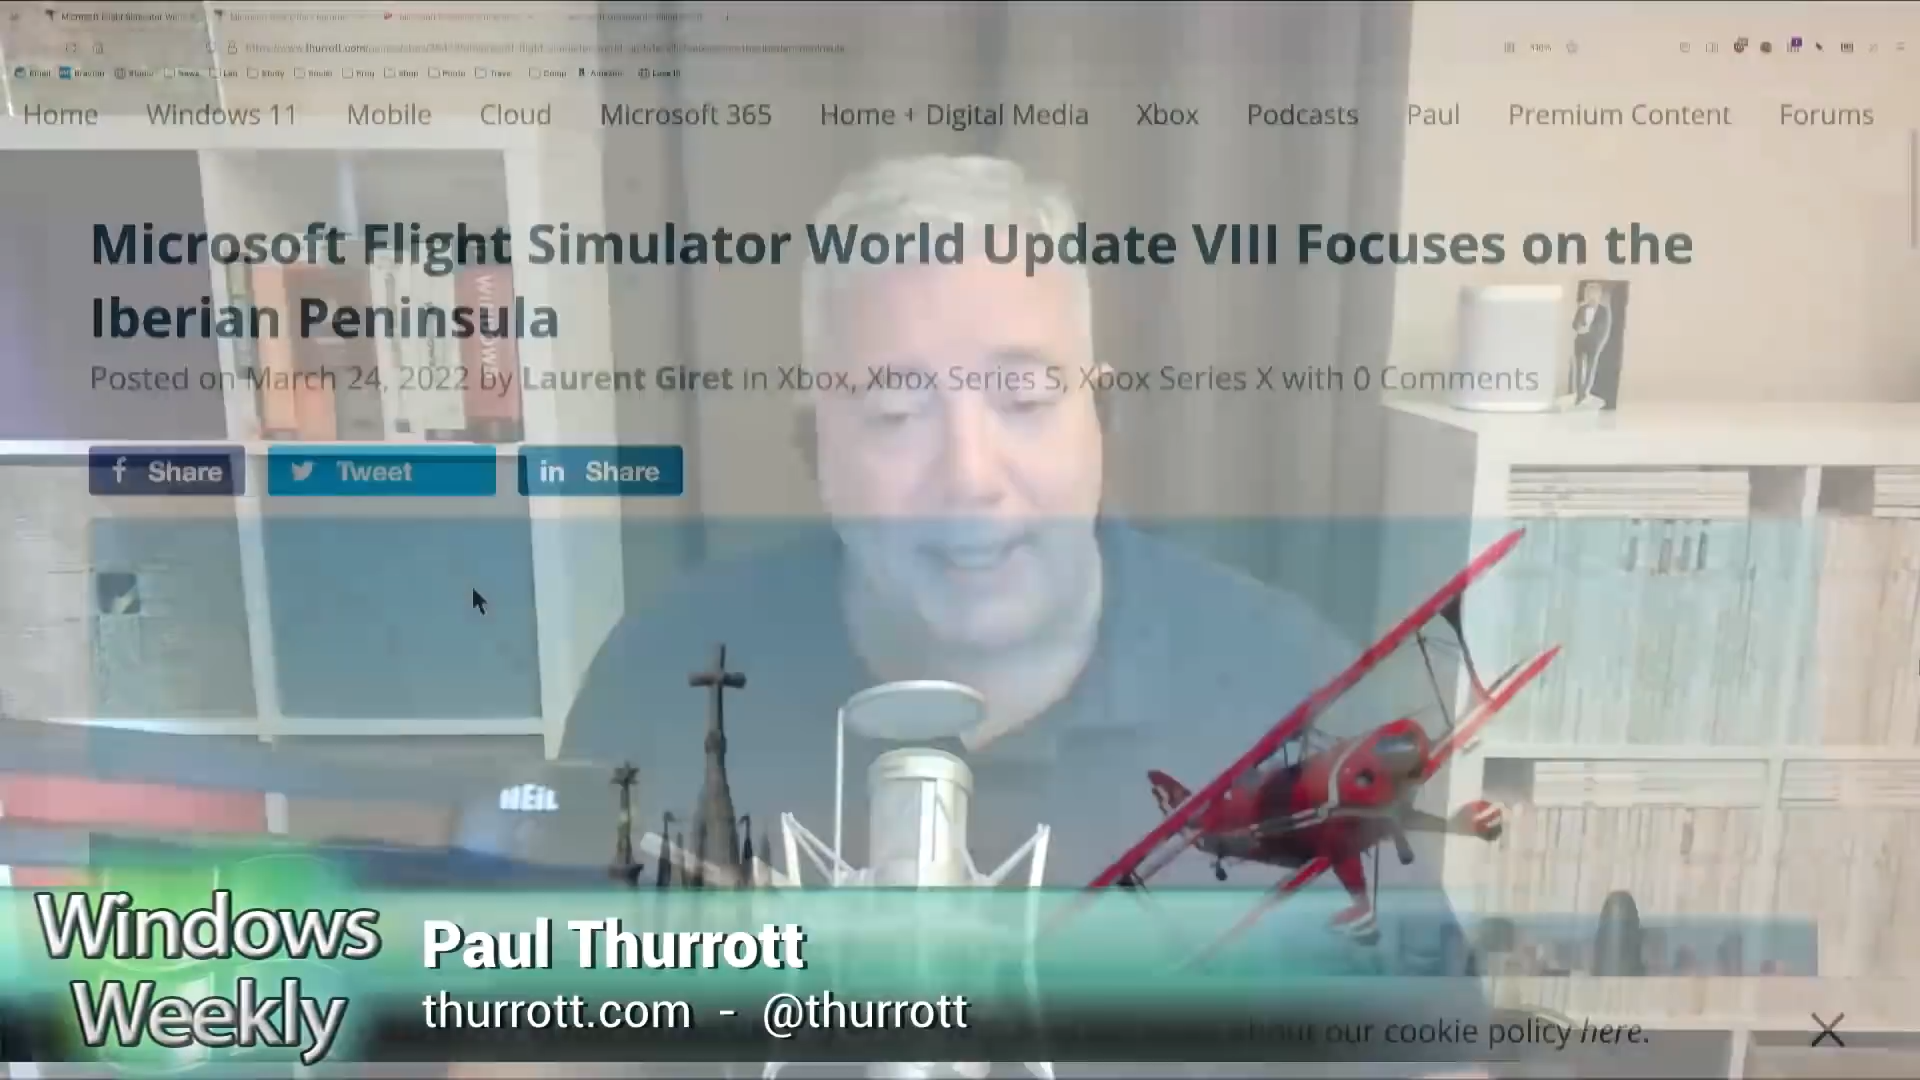 Home Windows 11 Mobile Cloud Microsoft 365 Home + Digital Media Xbox Podcasts Paul Premium Content Forums
Microsoft Flight Simulator World Update VIII Focuses on the
Iberian Peninsula
Posted on March 24, 2022 by Laurent Giret in Xbox, Xbox Series S, Xbox Series X with 0 Comments
Share Tweet in Share
NEIL
Windows
Weekly
Paul Thurrott
thurrott.com - @thurrott
our cookie policy here.